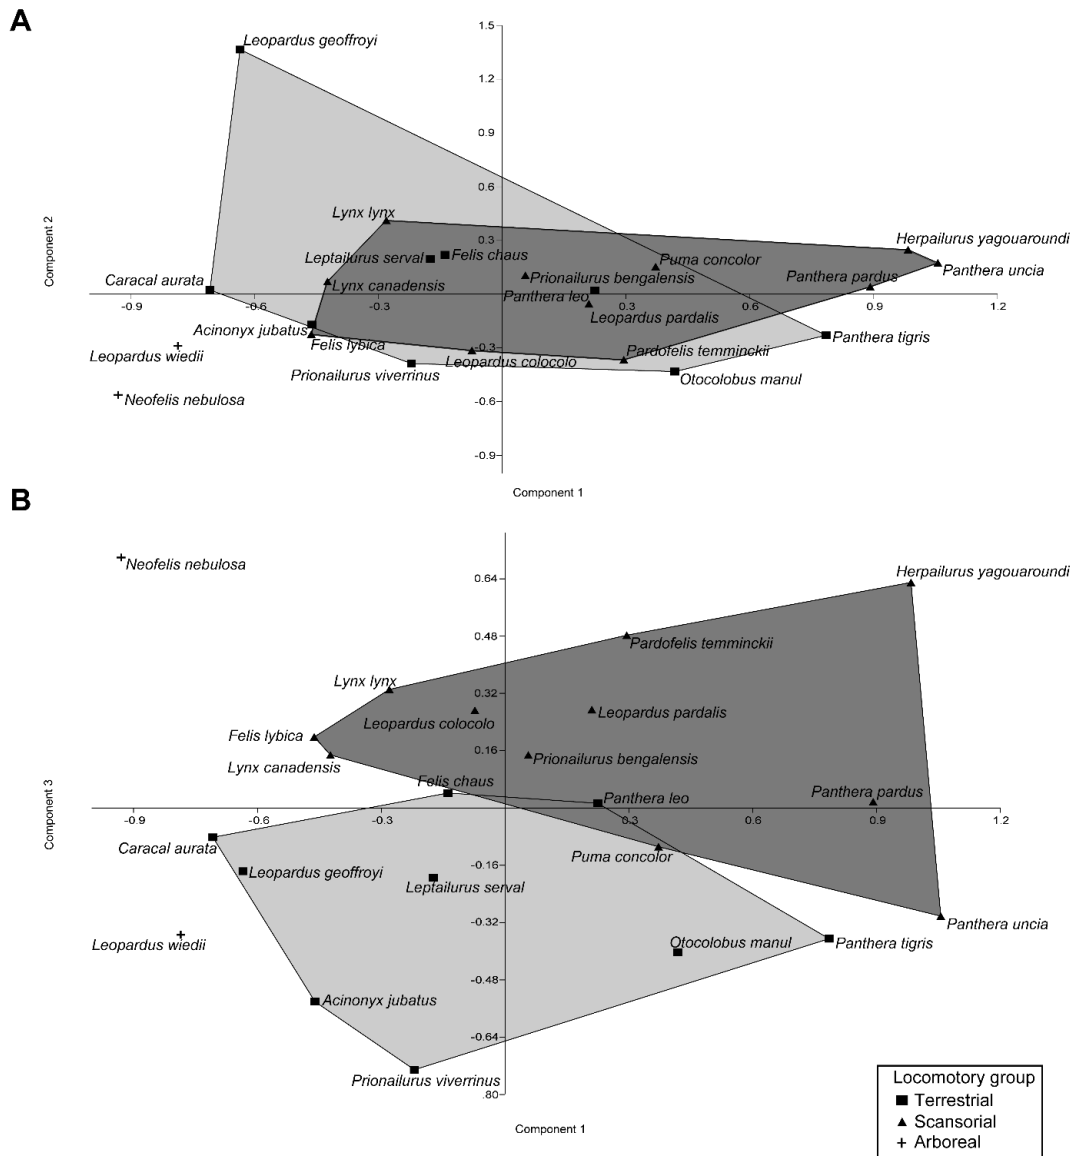 A
1.5
Leopardus geoffroyi
1.2
0.9
0.6
Component 2
Lynx lynx
0.3
Herpailurus yagouaroundi
Leptailurus serval
Felis chaus
Puma concolor
Panthera uncia
Caracal aurata
Lynx canadensis
Prionailurus bengalensis
Panthera pardus
Panthera leo
-0.9
-0.6
-0.3
0.3
0.6
0.9
1.2
Leopardus pardalis
Acinonyx jubatus
Panthera tigris
Felis lybica
-0.3
Leopardus wiedii
Leopardus colocolo
Pardofelis temminckii
Prionailurus viverrinus
Otocolobus manul
Neofelis nebulosa
-0.6
-0.9
Component 1
B
Neofelis nebulosa
0.64
Herpailurus yagouaroundi
0.48
Pardofelis temminckii
Lynx lynx
0.32
Leopardus colocolo
Leopardus pardalis
Felis lybica
0.16
Lynx canadensis
Prionailurus bengalensis
Felis chaus
Panthera leo
Panthera pardus
Component 3
-0.9
-0.6
-0.3
0.3
0.6
0.9
1.2
Caracal aurata
Puma concolor
-0.16
Leopardus geoffroyi
Leptailurus serval
-0.32
Panthera uncia
Leopardus wiedii
Otocolobus manul
Panthera tigris
-0.48
Acinonyx jubatus
-0.64
Prionailurus viverrinus
.80
Component 1
Locomotory group
Terrestrial
Scansorial
Arboreal